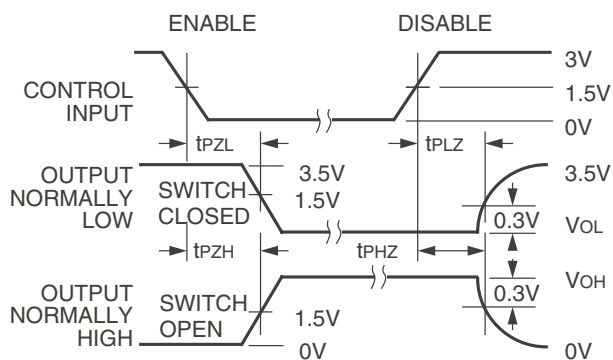 ENABLE DISABLE
3V
CONTROL
INPUT
1.5V
0V
tPZL tPLZ
OUTPUT
NORMALLY
LOW
3.5V 3.5V
SWITCH
CLOSED
1.5V
0.3V VOL
tPZH tPHZ
VOH
OUTPUT
NORMALLY
HIGH
SWITCH
OPEN
0.3V
1.5V
0V 0V